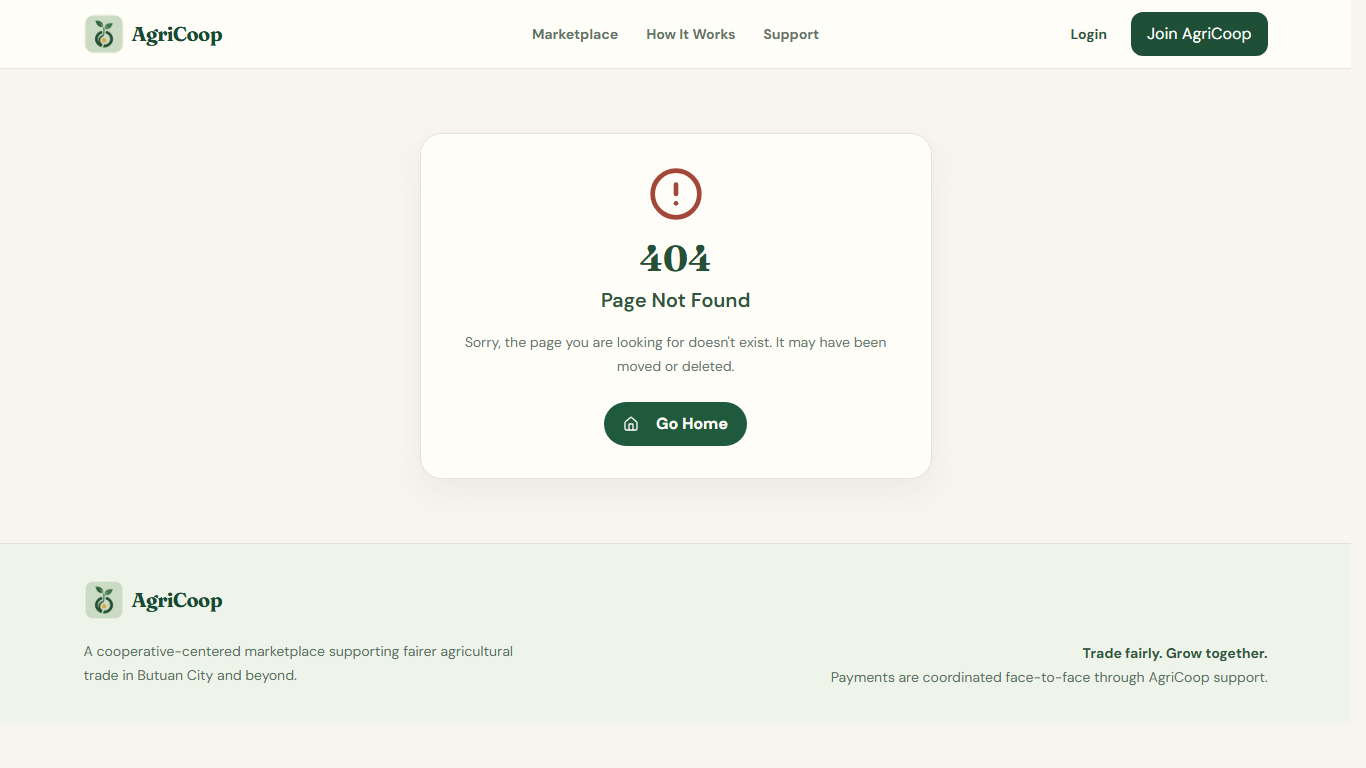 AgriCoop
Marketplace
How It Works
Support
Login
Join AgriCoop
404
Page Not Found
Sorry, the page you are looking for doesn't exist. It may have been
moved or deleted.
Go Home
AgriCoop
A cooperative-centered marketplace supporting fairer agricultural
trade in Butuan City and beyond.
Trade fairly. Grow together.
Payments are coordinated face-to-face through AgriCoop support.